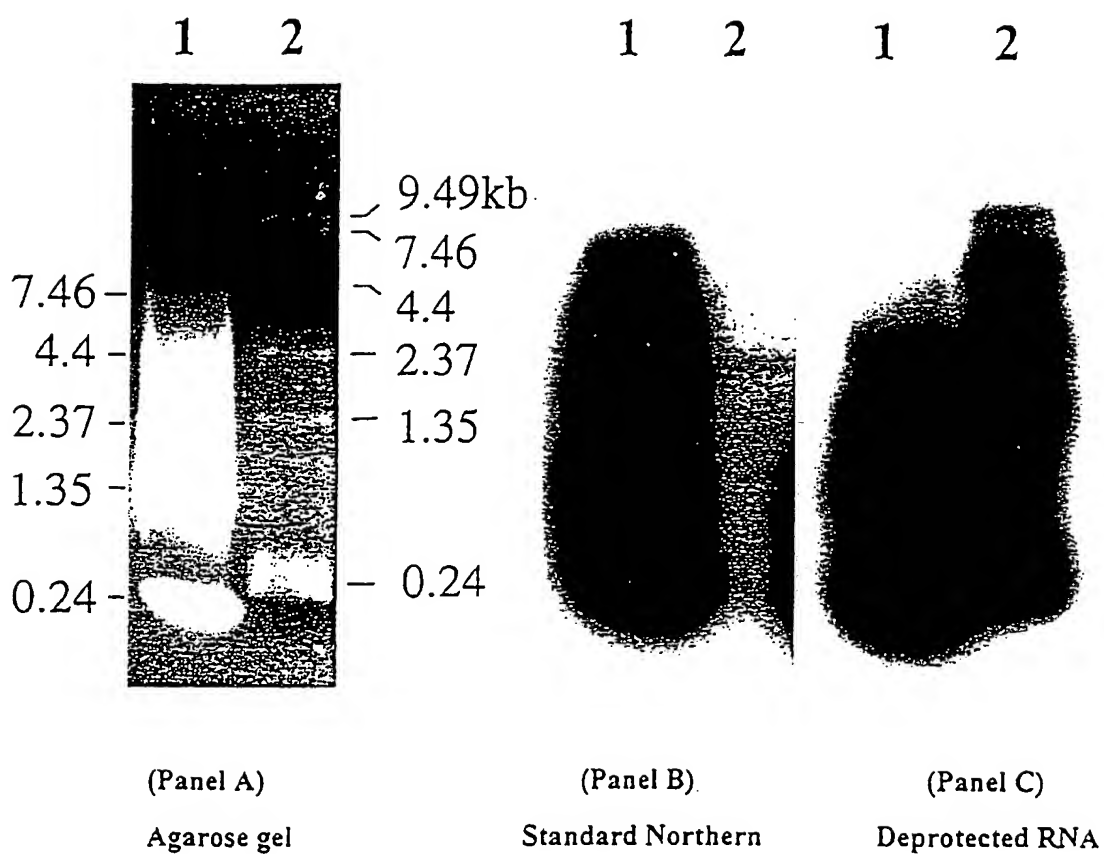 1 2
1 2
1 2
9.49kb
7.46
4.4
2.37
1.35
0.24
7.46
4.4
2.37
1.35
0.24
(Panel A)
Agarose gel
(Panel B)
Standard Northern
(Panel C)
Deprotected RNA